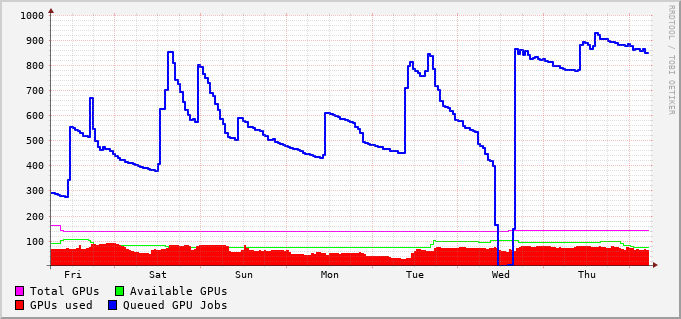 1000
900
800
700
600
500
400
300
200
100
Fri Sat Sun Mon Tue Wed Thu
Total GPUs Available GPUs
GPUs used Queued GPU Jobs
RRDTOOL / TOBI OETIKER